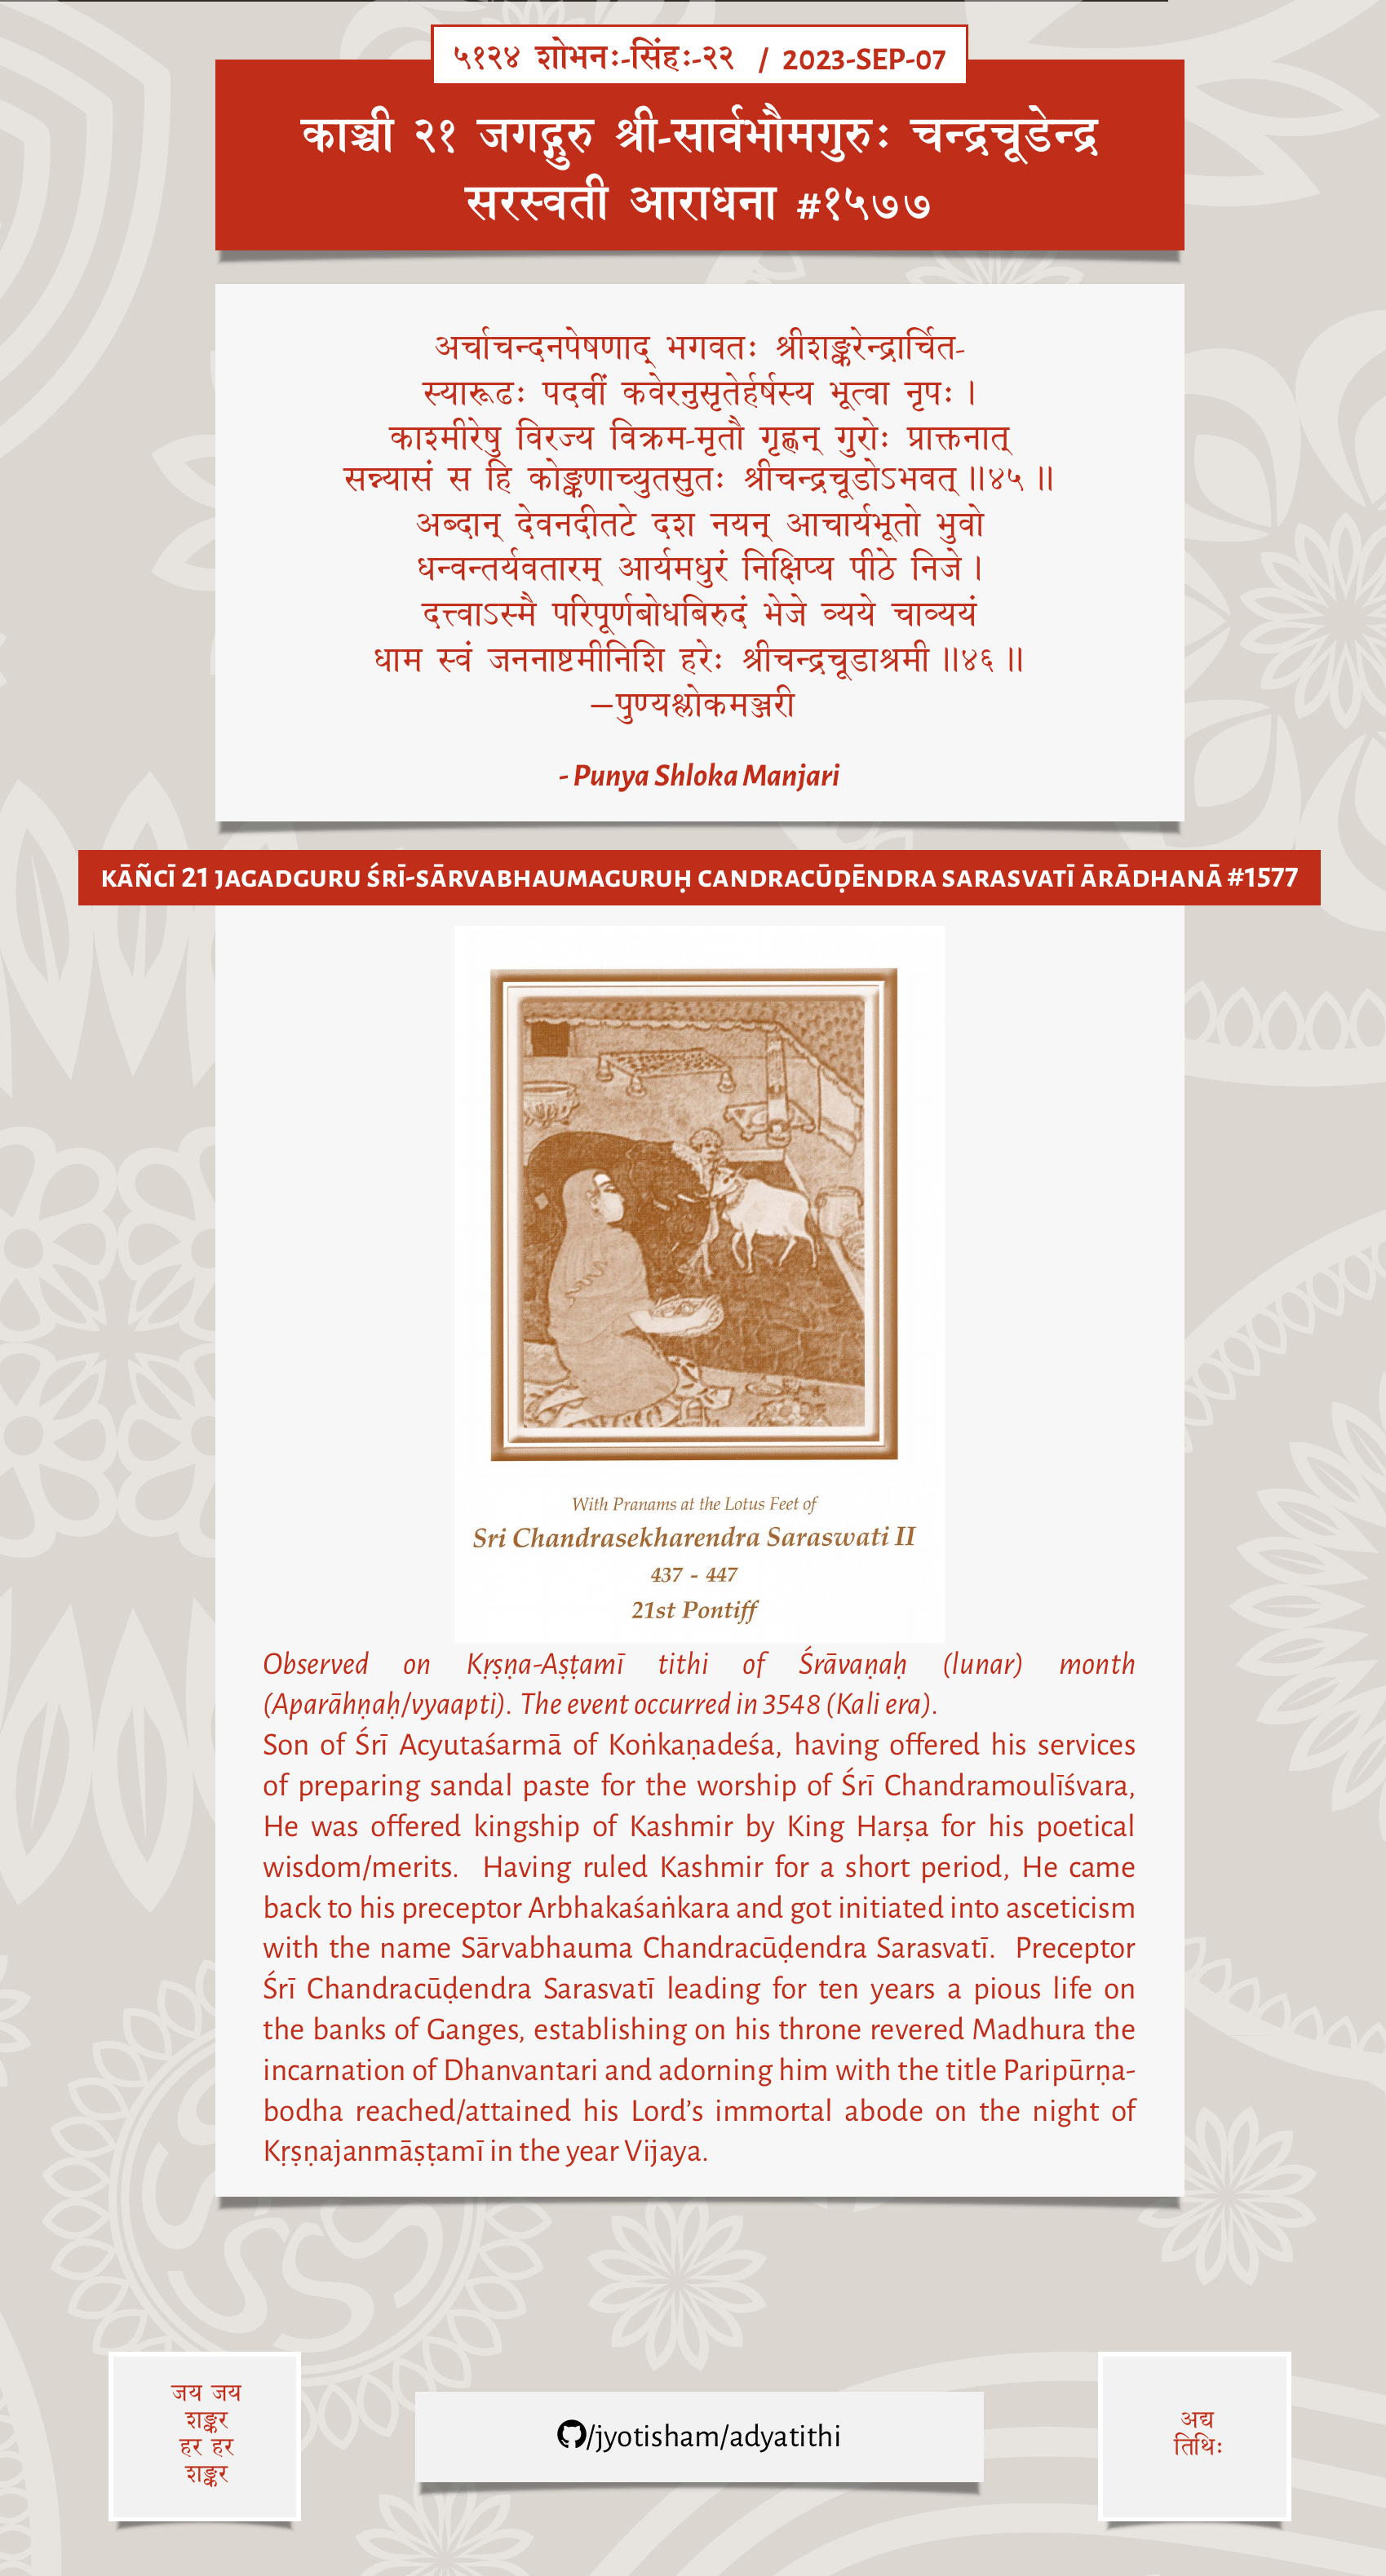 ५१२४ शोभनः-सिंहः-२२ / 2023-SEP-07
काञ्ची २१ जगद्गुरु श्री-सार्वभौमगुरुः चन्द्रचूडेन्द्र
सरस्वती आराधना #१५७७
अर्चाचन्दनपेषणाद् भगवतः श्रीशङ्करेन्द्रार्चित-
स्यारूढः पदवीं कवेरनुसृतेर्हर्षस्य भूत्वा नृपः।
काश्मीरेषु विरज्य विक्रम-मृतौ गृह्णन् गुरोः प्राक्तनात्
सन्न्यासं स हि कोङ्कणाच्युतसुतः श्रीचन्द्रचूडोऽभवत्॥४५॥
अब्दान् देवनदीतटे दश नयन् आचार्यभूतो भुवो
धन्वन्तर्यवतारम् आर्यमधुरं निक्षिप्य पीठे निजे।
दत्त्वाऽस्मै परिपूर्णबोधबिरुदं भेजे व्यये चाव्ययं
धाम स्वं जननाष्टमीनिशि हरेः श्रीचन्द्रचूडाश्रमी॥४६॥
—पुण्यश्लोकमञ्जरी
- Punya Shloka Manjari
KĀÑCĪ 21 JAGADGURU ŚRĪ-SĀRVABHAUMAGURUḤ CANDRACŪḌĒNDRA SARASVATĪ ĀRĀDHANĀ #1577
With Pranams at the Lotus Feet of
Sri Chandrasekharendra Saraswati II
437 - 447
21st Pontiff
Observed on Kṛṣṇa-Aṣṭamī tithi of Śrāvaṇaḥ (lunar) month
(Aparāhṇaḥ/vyaapti). The event occurred in 3548 (Kali era).
Son of Śrī Acyutaśarmā of Koṅkaṇadeśa, having offered his services
of preparing sandal paste for the worship of Śrī Chandramoulīśvara,
He was offered kingship of Kashmir by King Harṣa for his poetical
wisdom/merits. Having ruled Kashmir for a short period, He came
back to his preceptor Arbhakaśaṅkara and got initiated into asceticism
with the name Sārvabhauma Chandracūḍendra Sarasvatī. Preceptor
Śrī Chandracūḍendra Sarasvatī leading for ten years a pious life on
the banks of Ganges, establishing on his throne revered Madhura the
incarnation of Dhanvantari and adorning him with the title Paripūrṇa-
bodha reached/attained his Lord's immortal abode on the night of
Kṛṣṇajanmāṣṭamī in the year Vijaya.
जय जय
शङ्कर
हर हर
शङ्कर
/jyotisham/adyatithi
अद्य
तिथिः